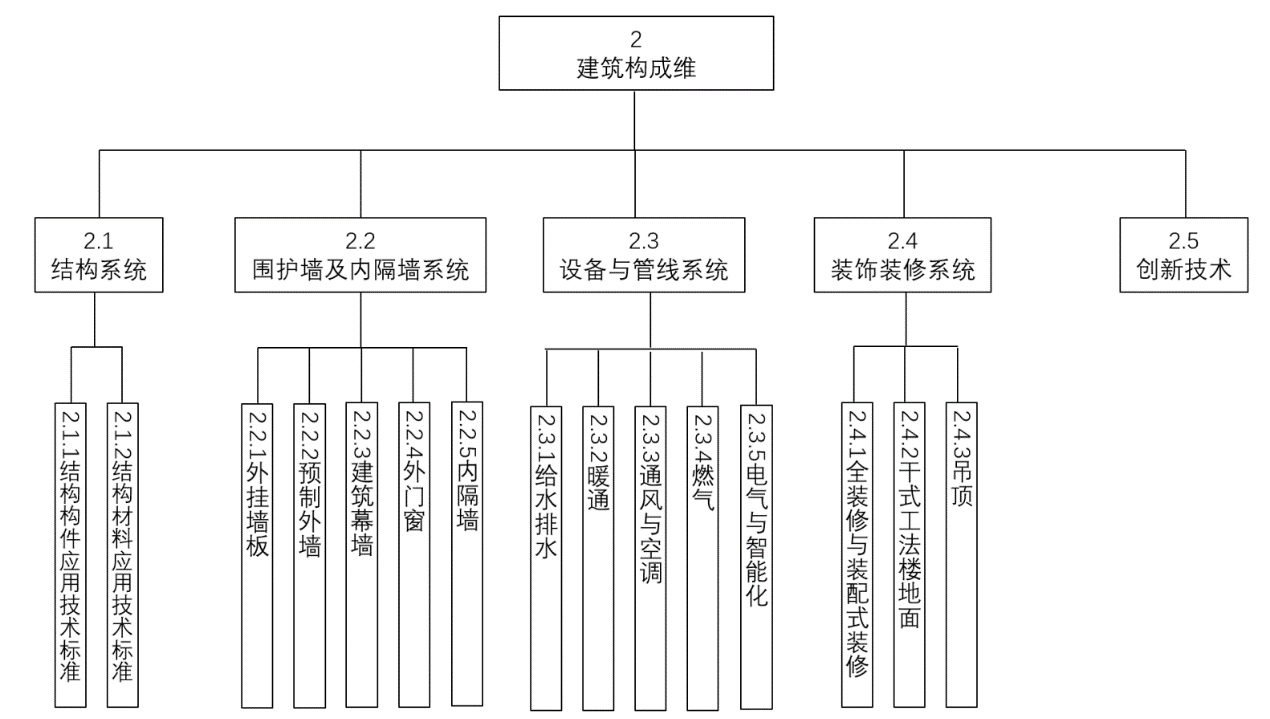 2
建筑构成维
2.1
结构系统
2.2
围护墙及内隔墙系统
2.3
设备与管线系统
2.4
装饰装修系统
2.5
创新技术
2.1.1结构构件应用技术标准
2.1.2结构材料应用技术标准
2.2.1外挂墙板
2.2.2预制外墙
2.2.3建筑幕墙
2.2.4外门窗
2.2.5内隔墙
2.3.1给水排水
2.3.2暖通
2.3.3通风与空调
2.3.4燃气
2.3.5电气与智能化
2.4.1全装修与装配式装修
2.4.2干式工法楼地面
2.4.3吊顶